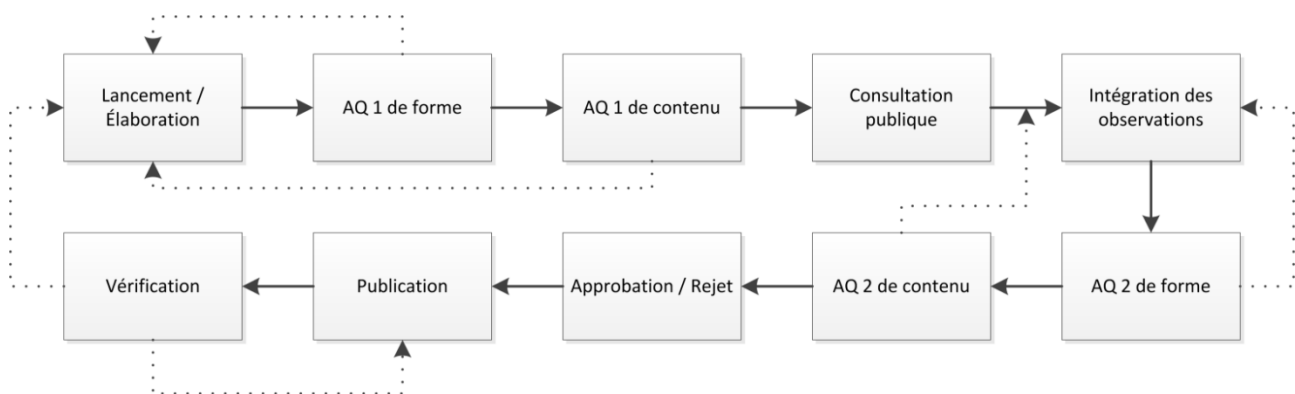 Lancement /
Élaboration
AQ 1 de forme
AQ 1 de contenu
Consultation
publique
Intégration des
observations
Vérification
Publication
Approbation / Rejet
AQ 2 de contenu
AQ 2 de forme